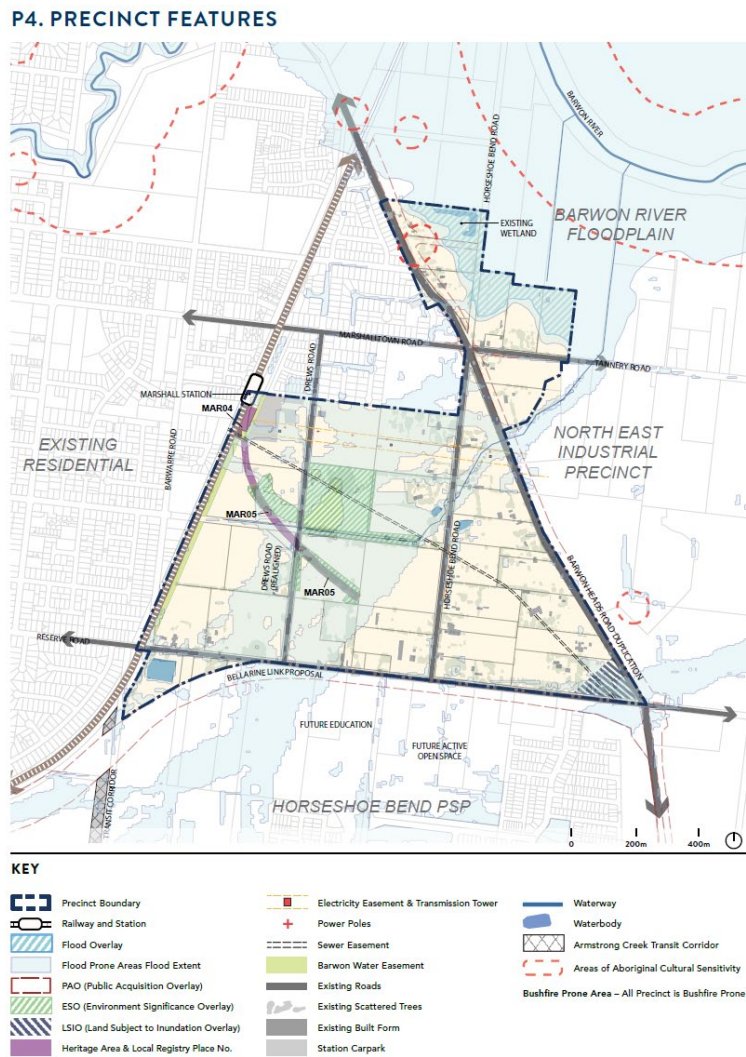 P4. PRECINCT FEATURES
BARWON RIVER
HORSESHOE BEND ROAD
EXISTING
WETLAND
BARWON RIVER
FLOODPLAIN
MARSHALLTOWN ROAD
TANNERY ROAD
DREWS ROAD
MARSHALL STATION
MAR04
EXISTING
RESIDENTIAL
BARWARRE ROAD
NORTH EAST
INDUSTRIAL
PRECINCT
MAR05
DREWS ROAD
(REALIGNED)
HORSESHOE BEND ROAD
BARWON HEADS ROAD DUPLICATION
MAR05
RESERVE ROAD
BELLARINE LINK PROPOSAL
FUTURE EDUCATION
FUTURE ACTIVE
OPEN SPACE
TRANSIT CORRIDOR
HORSESHOE BEND PSP
0 200m 400m
KEY
Precinct Boundary
Railway and Station
Flood Overlay
Flood Prone Areas Flood Extent
PAO (Public Acquisition Overlay)
ESO (Environment Significance Overlay)
LSIO (Land Subject to Inundation Overlay)
Heritage Area & Local Registry Place No.
Electricity Easement & Transmission Tower
Power Poles
Sewer Easement
Barwon Water Easement
Existing Roads
Existing Scattered Trees
Existing Built Form
Station Carpark
Waterway
Waterbody
Armstrong Creek Transit Corridor
Areas of Aboriginal Cultural Sensitivity
Bushfire Prone Area – All Precinct is Bushfire Prone